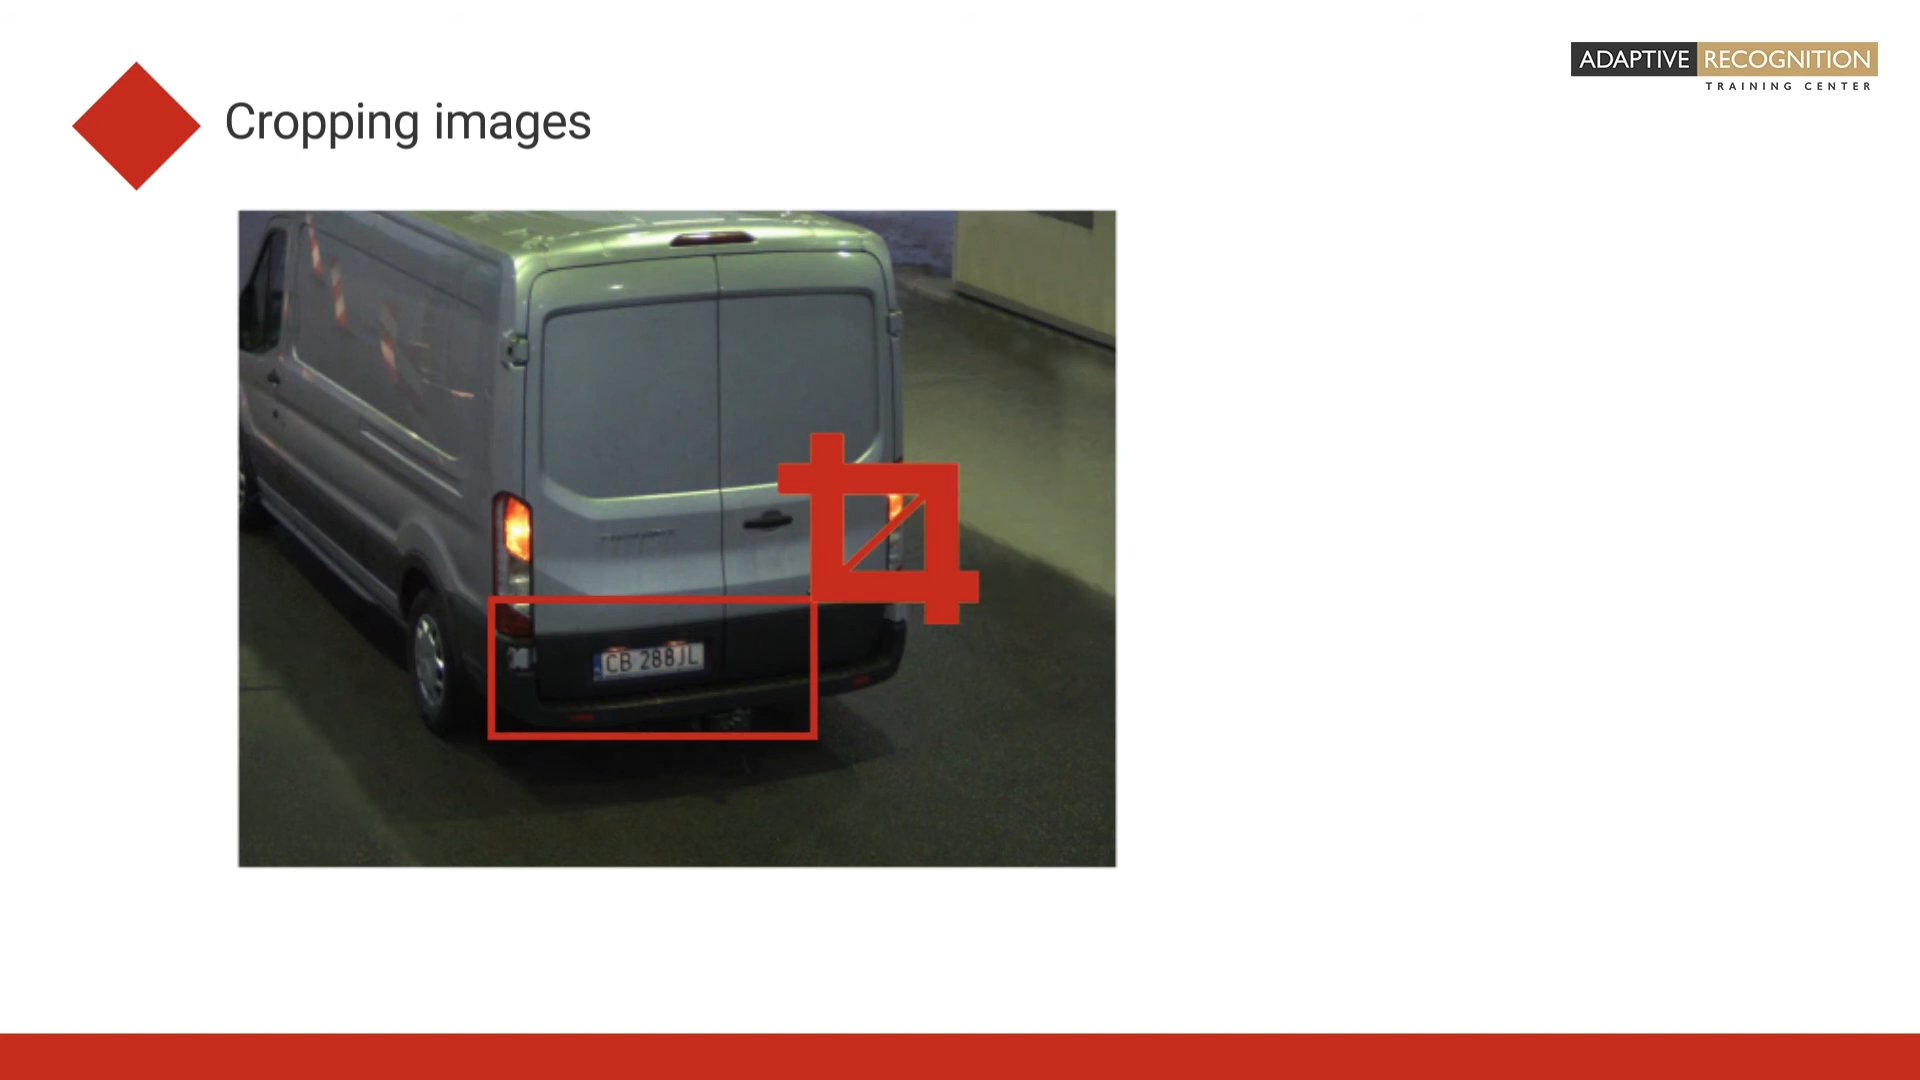 ADAPTIVE RECOGNITION
TRAINING CENTER
Cropping images
CB 288JL